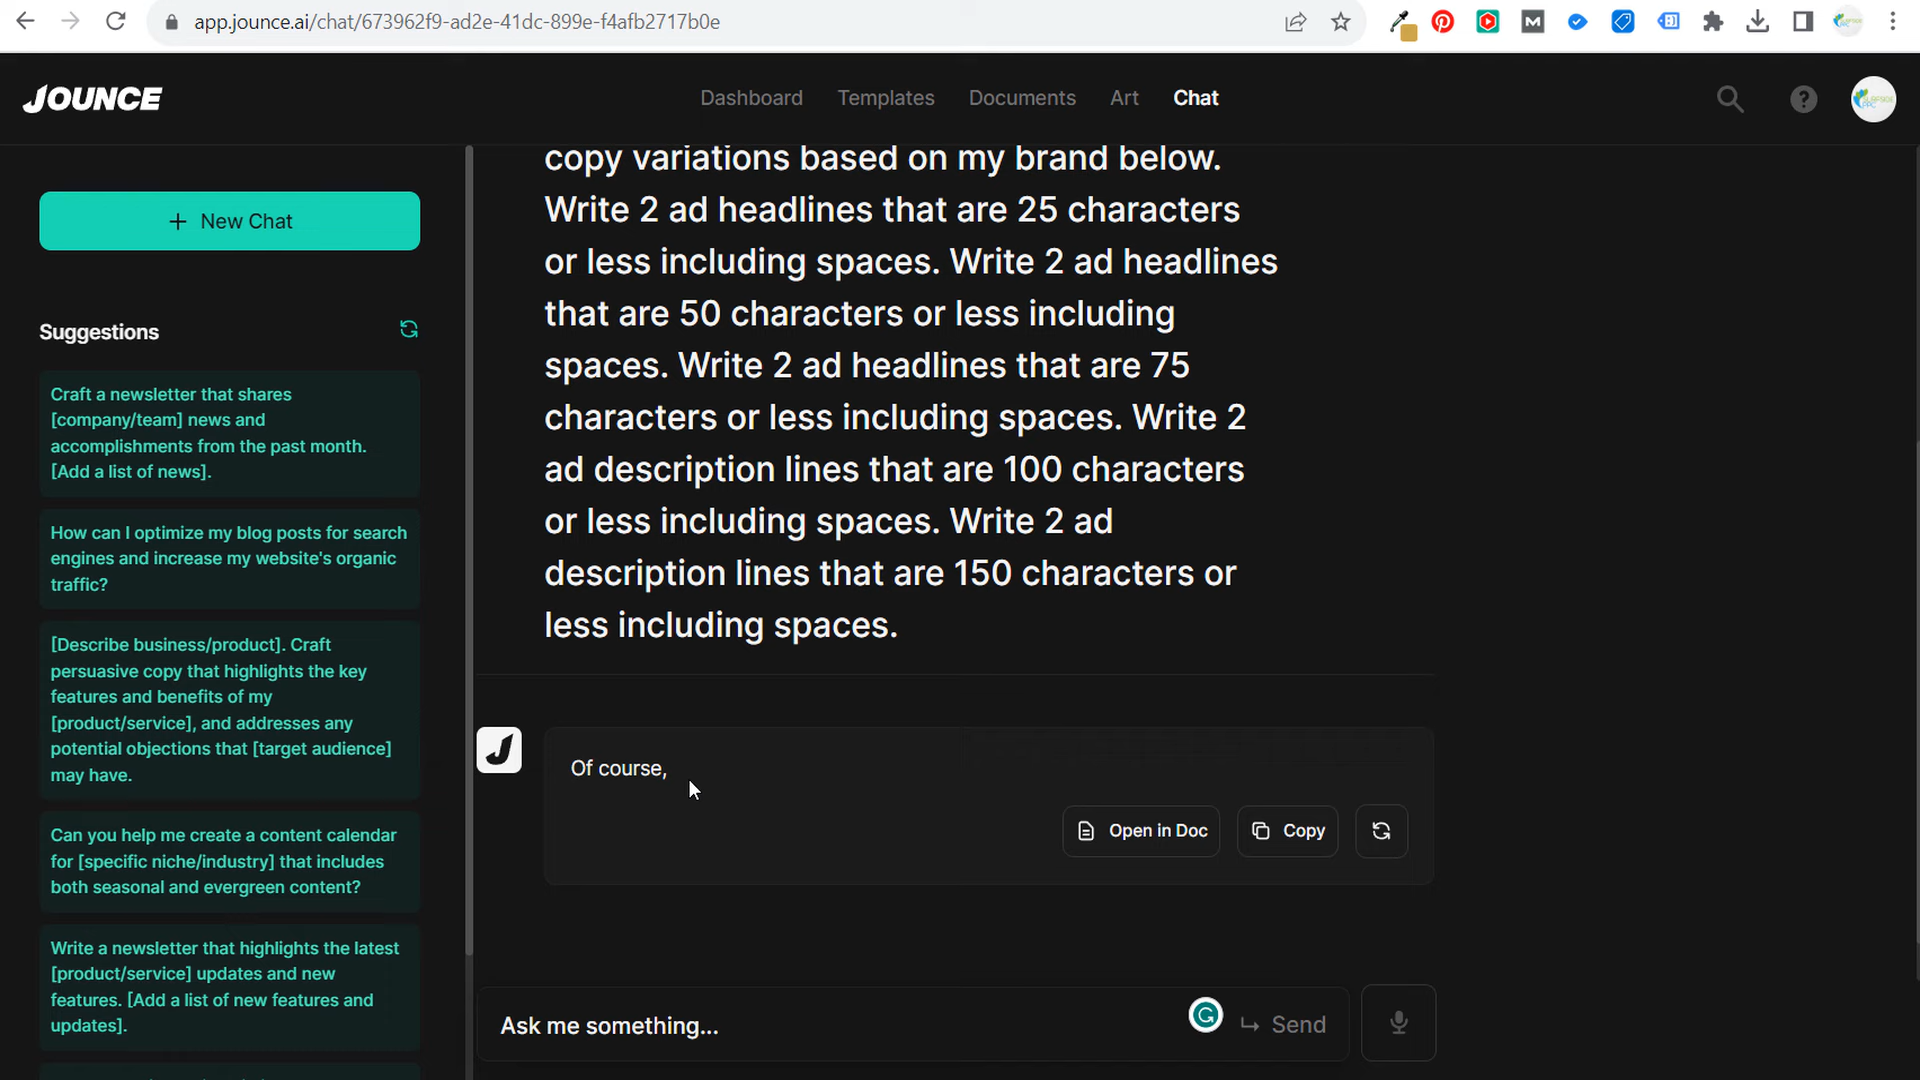 app.jounce.ai/chat/673962f9-ad2e-41dc-899e-f4afb2717b0e
JOUNCE
Dashboard
Templates
Documents
Art
Chat
+ New Chat
Suggestions
Craft a newsletter that shares
[company/team] news and
accomplishments from the past month.
[Add a list of news].
How can I optimize my blog posts for search
engines and increase my website's organic
traffic?
[Describe business/product]. Craft
persuasive copy that highlights the key
features and benefits of my
[product/service], and addresses any
potential objections that [target audience]
may have.
Can you help me create a content calendar
for [specific niche/industry] that includes
both seasonal and evergreen content?
Write a newsletter that highlights the latest
[product/service] updates and new
features. [Add a list of new features and
updates].
copy variations based on my brand below.
Write 2 ad headlines that are 25 characters
or less including spaces. Write 2 ad headlines
that are 50 characters or less including
spaces. Write 2 ad headlines that are 75
characters or less including spaces. Write 2
ad description lines that are 100 characters
or less including spaces. Write 2 ad
description lines that are 150 characters or
less including spaces.
J
Of course,
Open in Doc
Copy
Ask me something...
Send